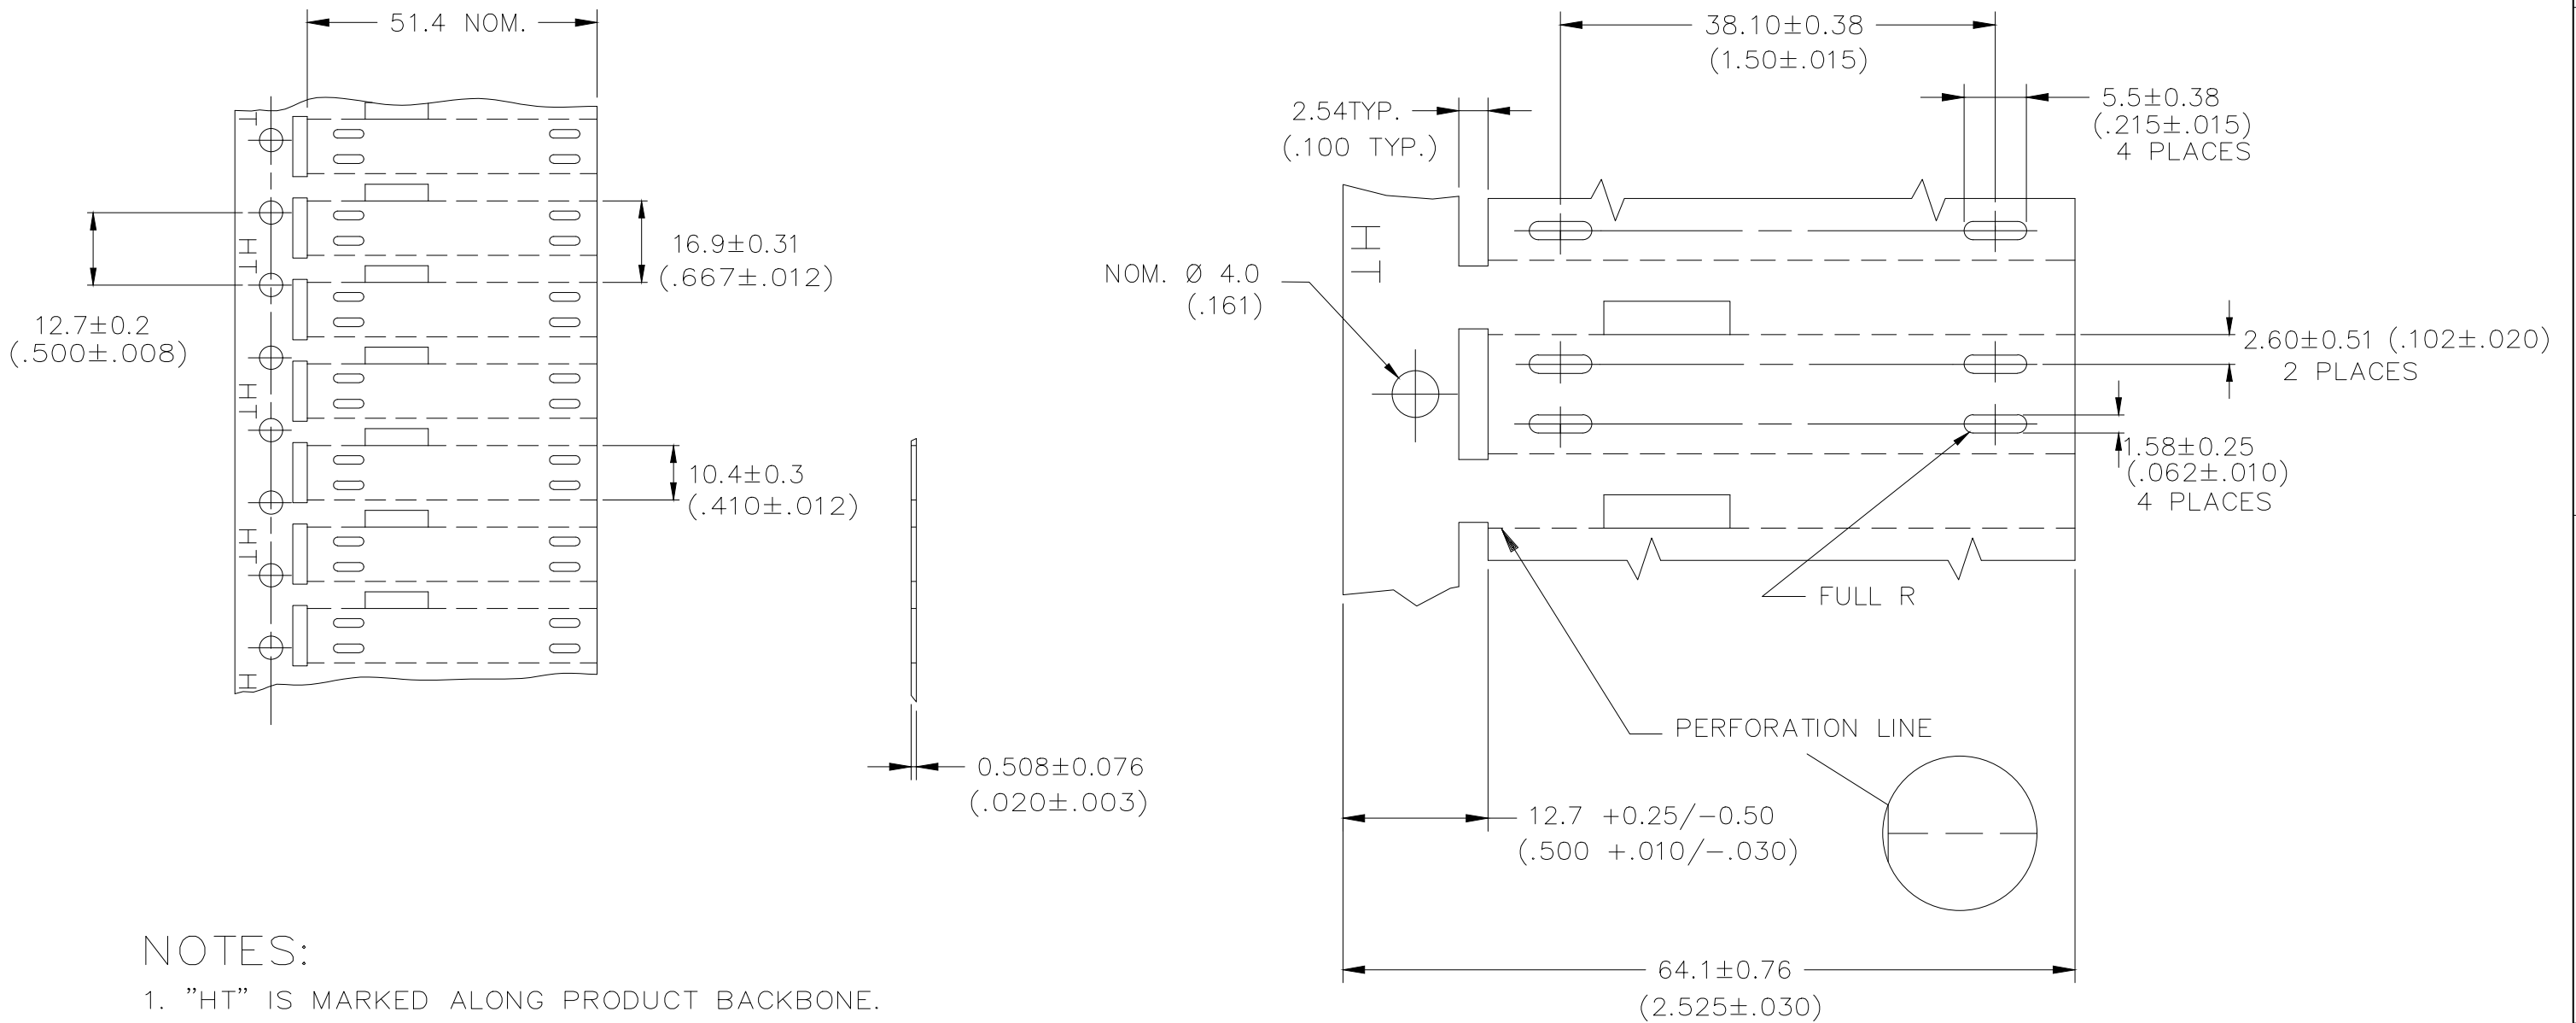 51.4 NOM.
T
HT
HT
HT
H
12.7±0.2
(.500±.008)
16.9±0.31
(.667±.012)
10.4±0.3
(.410±.012)
0.508±0.076
(.020±.003)
38.10±0.38
(1.50±.015)
2.54TYP.
(.100 TYP.)
5.5±0.38
(.215±.015)
4 PLACES
HT
NOM. Ø 4.0
(.161)
2.60±0.51 (.102±.020)
2 PLACES
1.58±0.25
(.062±.010)
4 PLACES
FULL R
PERFORATION LINE
12.7 +0.25/−0.50
(.500 +.010/−.030)
64.1±0.76
(2.525±.030)
NOTES:
1. ”HT” IS MARKED ALONG PRODUCT BACKBONE.